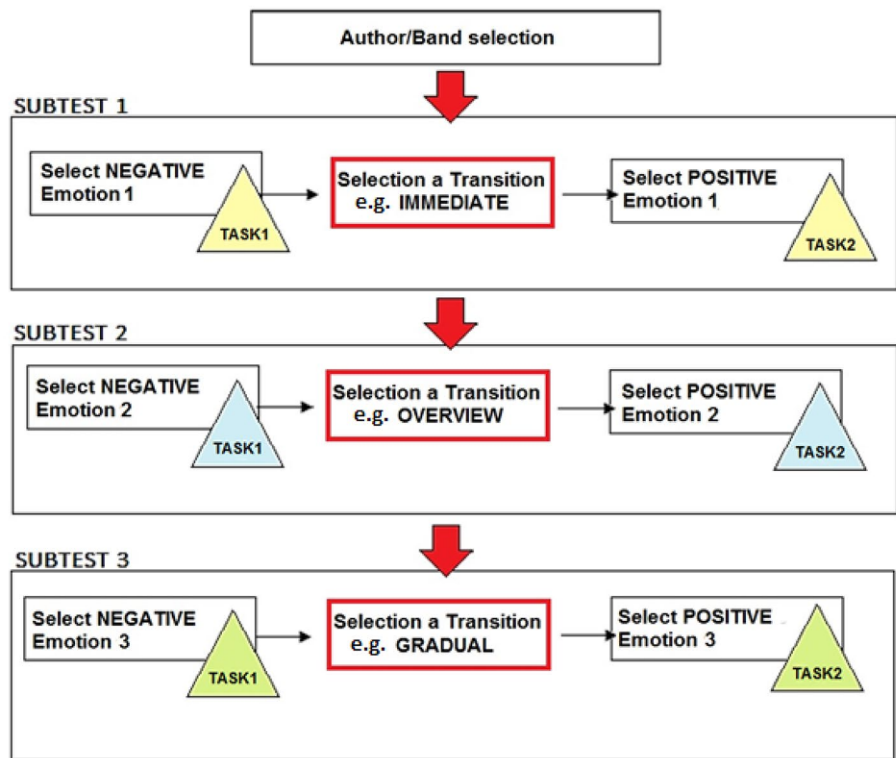 Author/Band selection
SUBTEST 1
Select NEGATIVE
Emotion 1
TASK1
Selection a Transition
e.g. IMMEDIATE
Select POSITIVE
Emotion 1
TASK2
SUBTEST 2
Select NEGATIVE
Emotion 2
TASK1
Selection a Transition
e.g. OVERVIEW
Select POSITIVE
Emotion 2
TASK2
SUBTEST 3
Select NEGATIVE
Emotion 3
TASK1
Selection a Transition
e.g. GRADUAL
Select POSITIVE
Emotion 3
TASK2